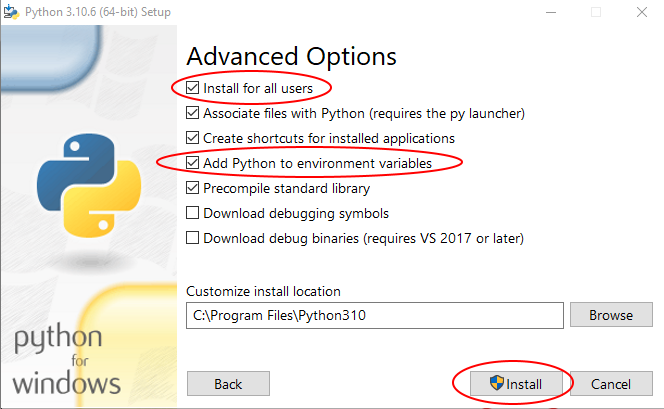 Python 3.10.6 (64-bit) Setup
Advanced Options
Install for all users
Associate files with Python (requires the py launcher)
Create shortcuts for installed applications
Add Python to environment variables
Precompile standard library
Download debugging symbols
Download debug binaries (requires VS 2017 or later)
Customize install location
C:\Program Files\Python310
Browse
python
for
windows
Back
Install
Cancel